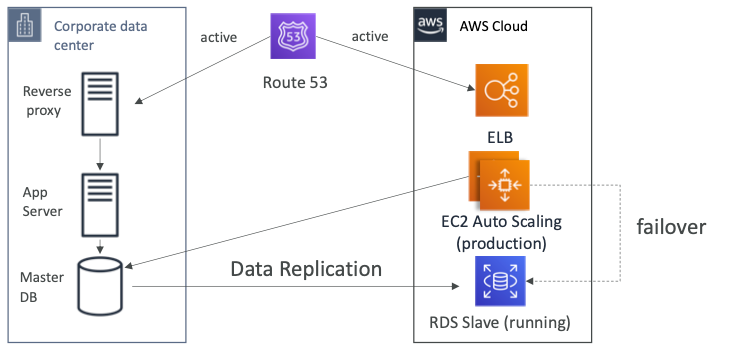 Corporate data
center
active
53
active
aws
AWS Cloud
Route 53
Reverse
proxy
ELB
App
Server
EC2 Auto Scaling
(production)
failover
Master
DB
Data Replication
RDS Slave (running)